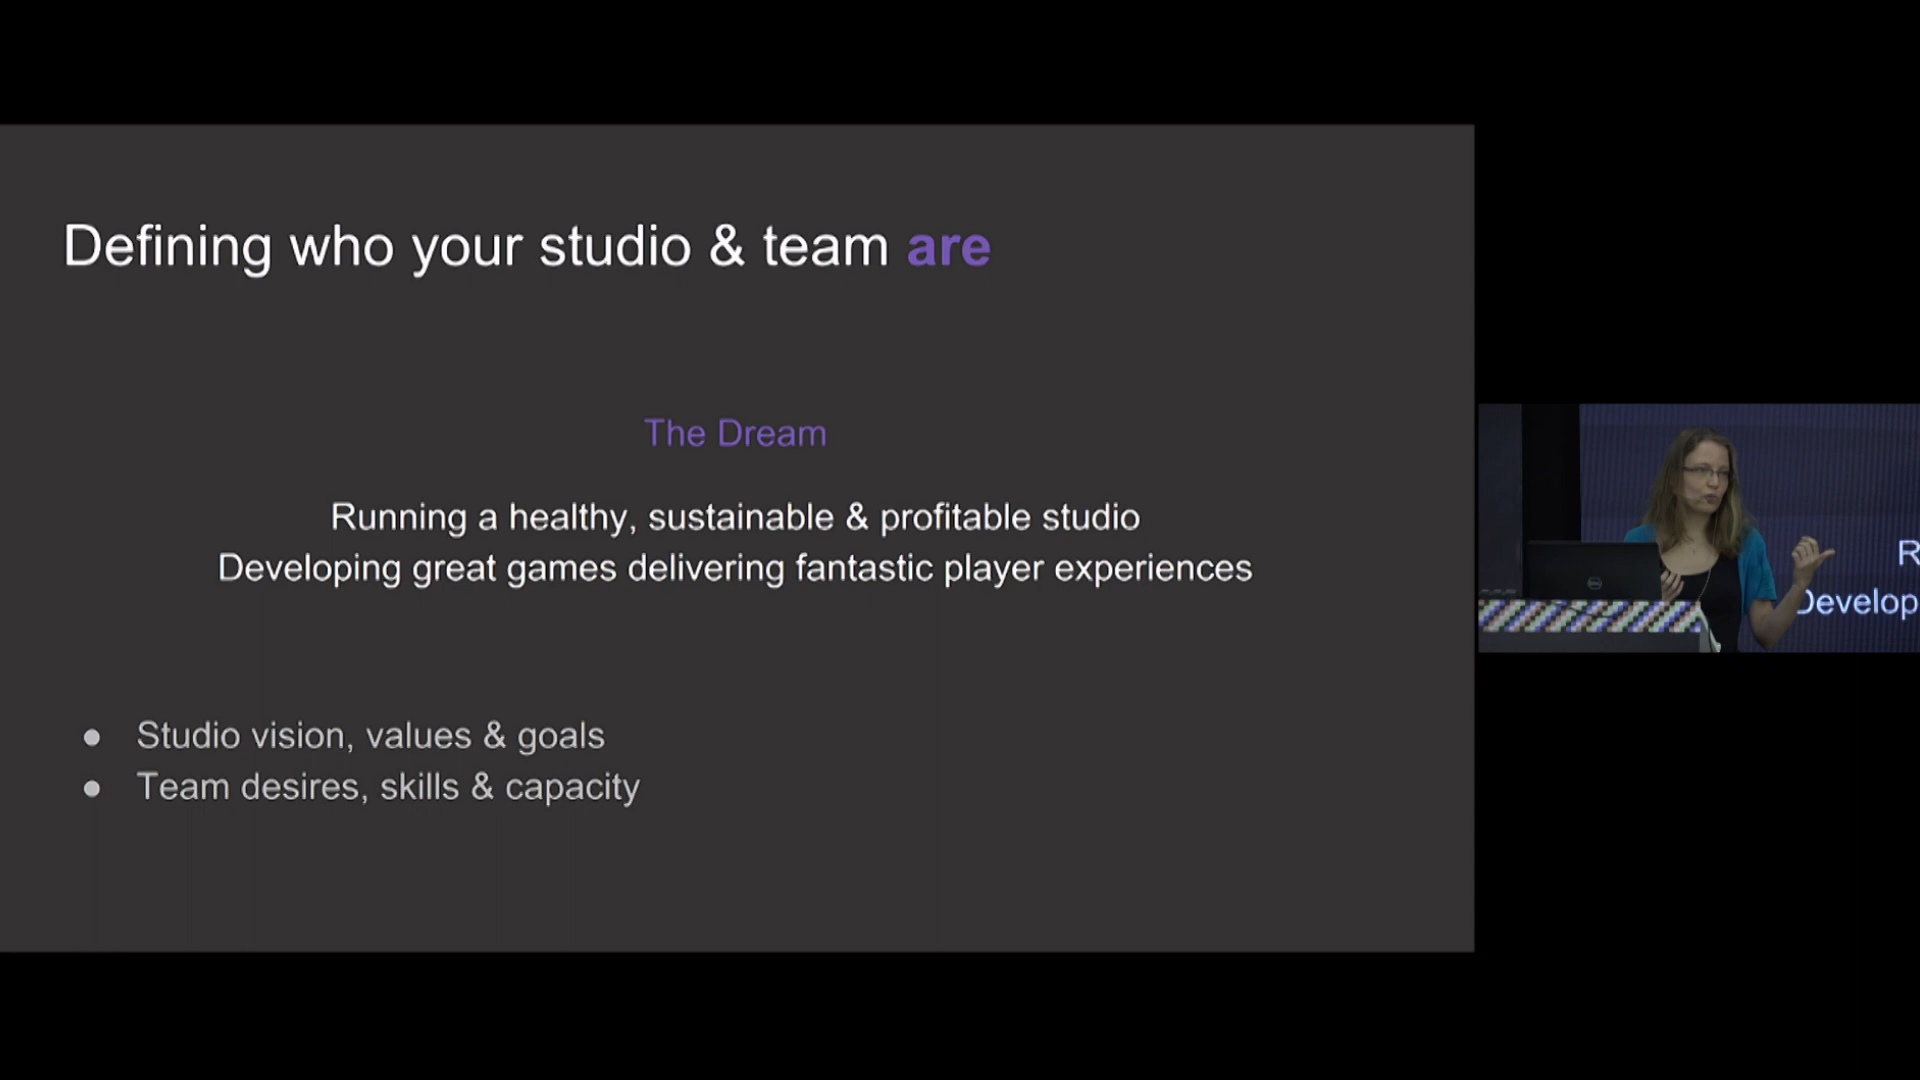 Defining who your studio & team are
The Dream
Running a healthy, sustainable & profitable studio
Developing great games delivering fantastic player experiences
● Studio vision, values & goals
● Team desires, skills & capacity
R
Develop
DELL